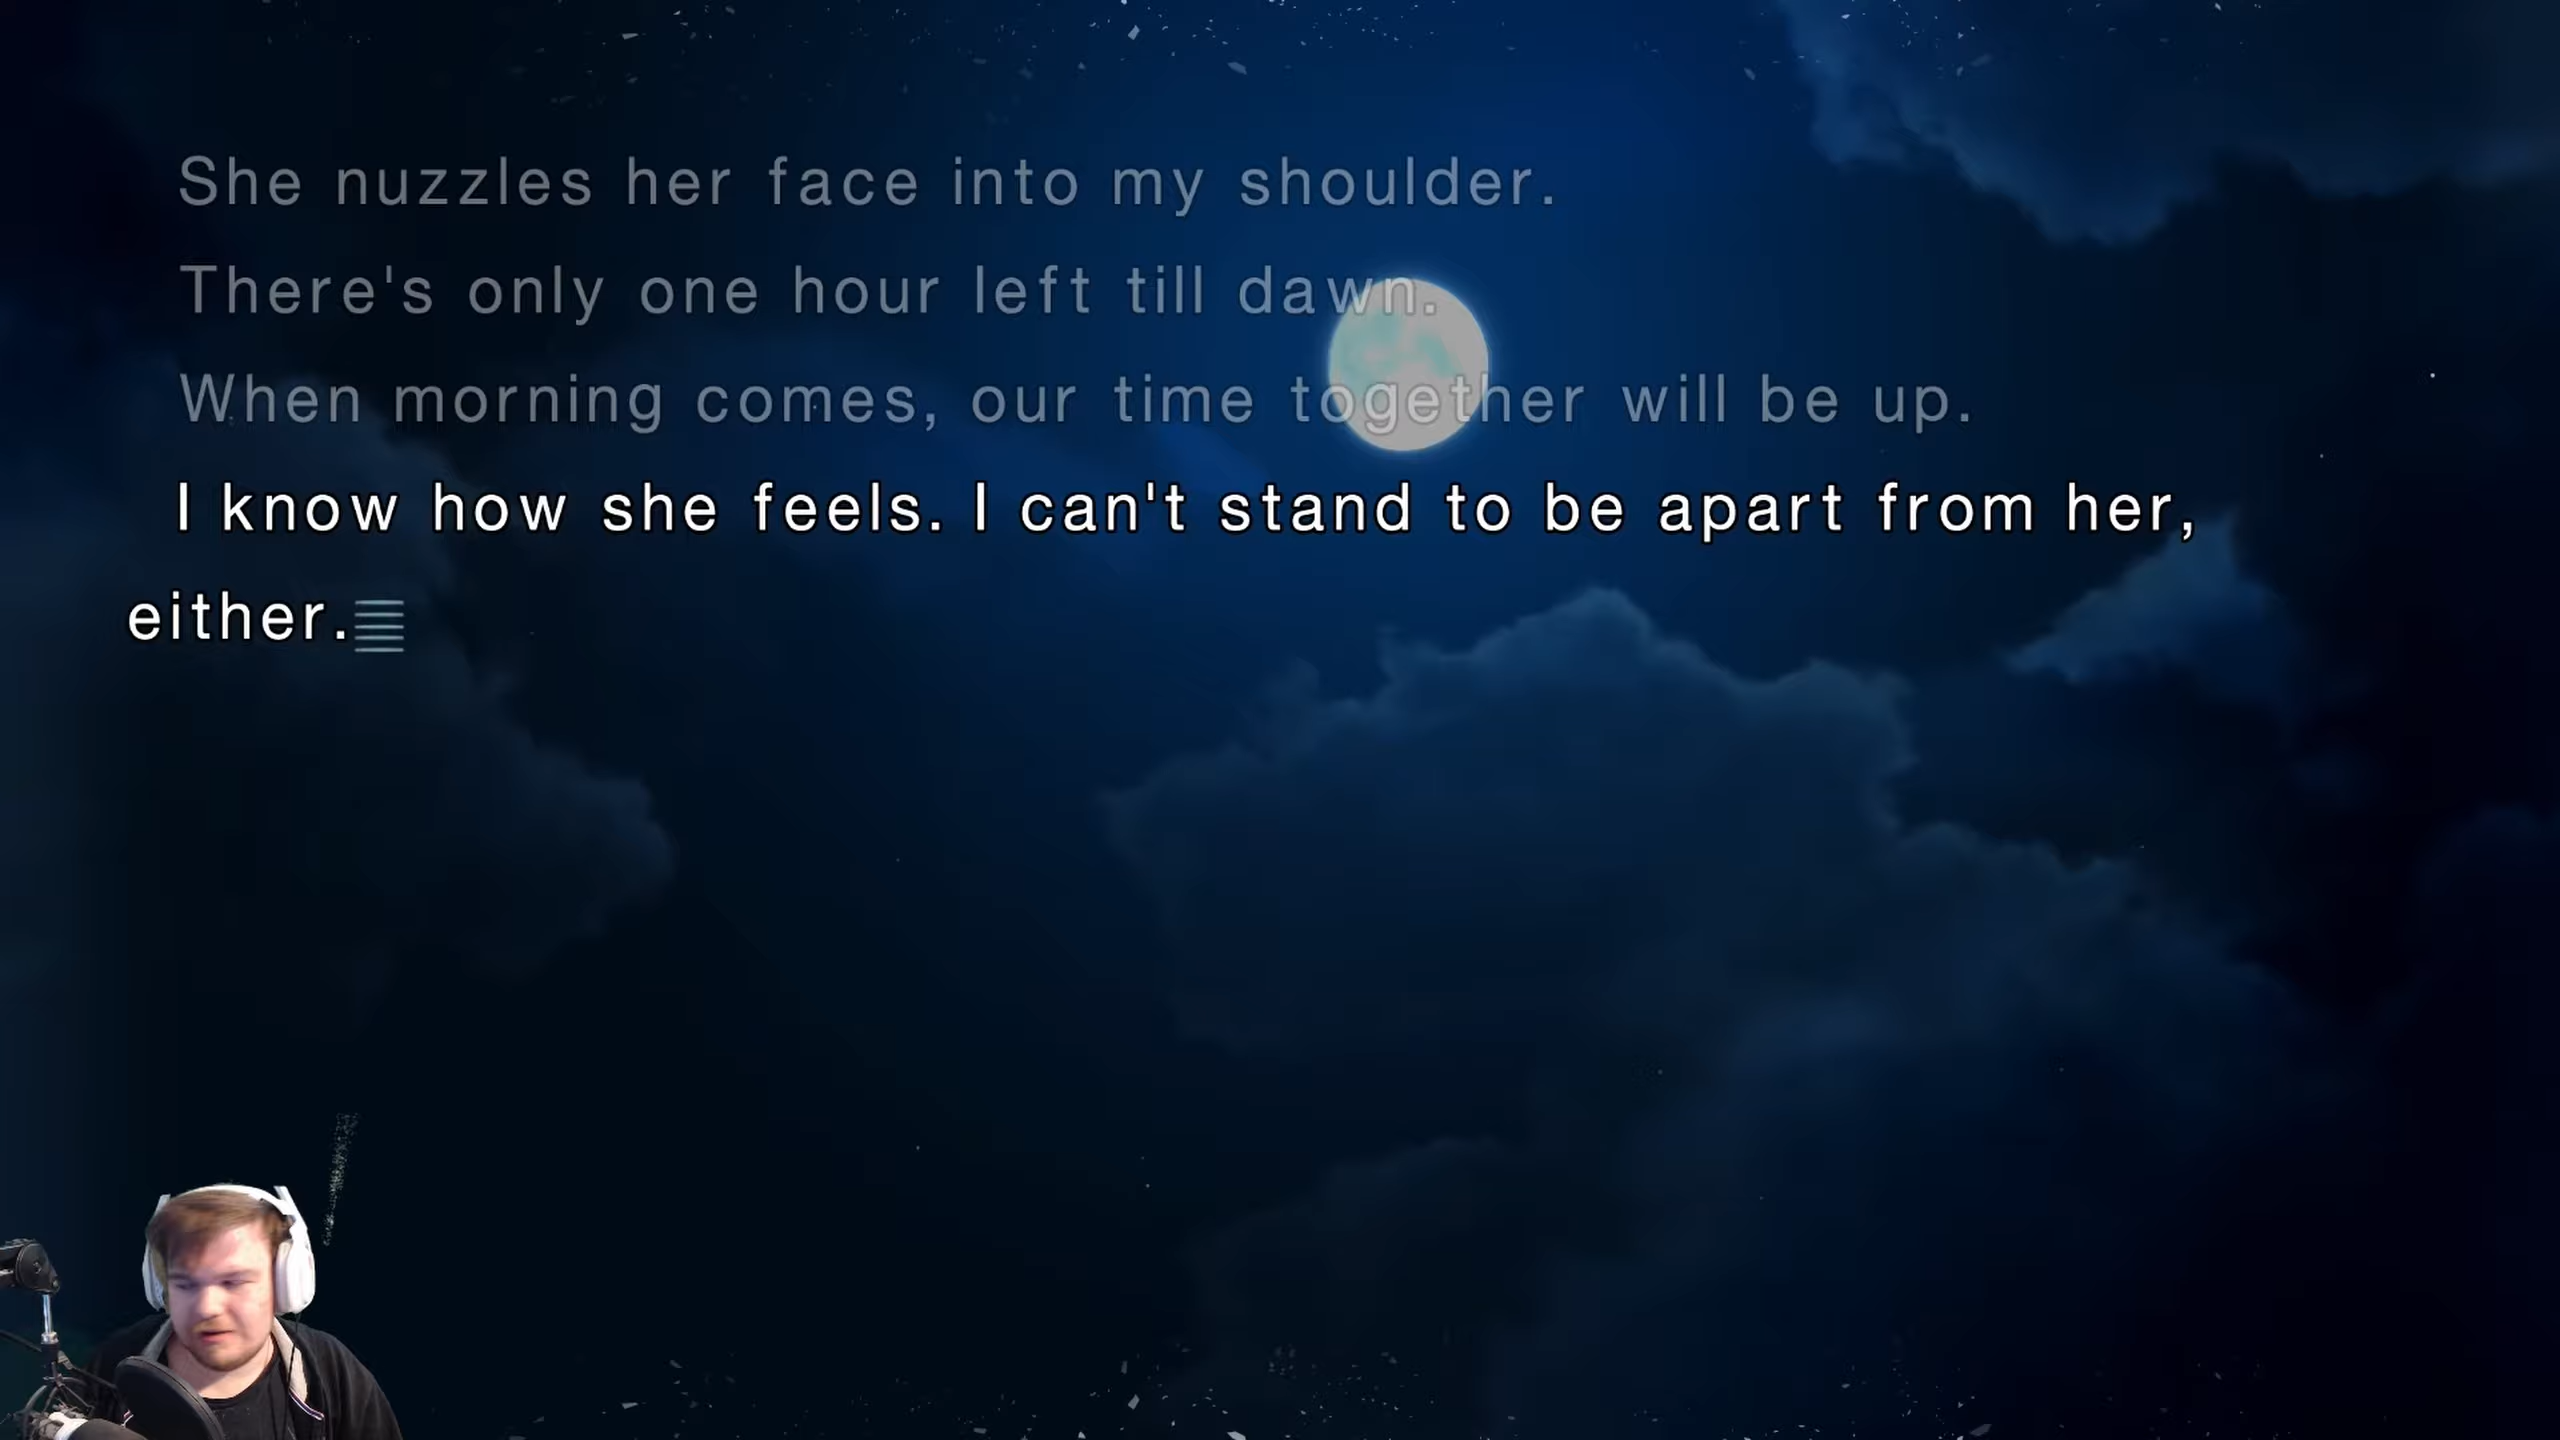 She nuzzles her face into my shoulder.
There's only one hour left till dawn.
When morning comes, our time together will be up.
I know how she feels. I can't stand to be apart from her,
either.